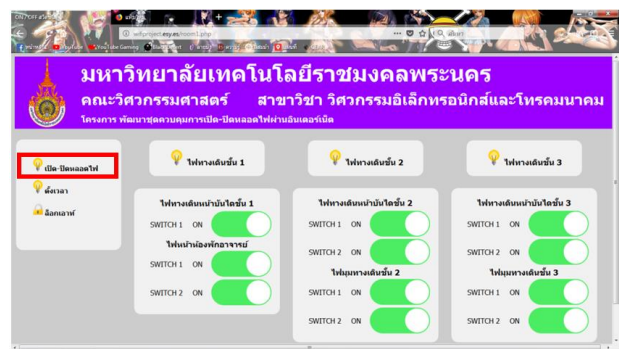 wifiproject.esy.es/room1.php
ค้นหา
YouTube
YouTube Gaming
มหาวิทยาลัยเทคโนโลยีราชมงคลพระนคร
คณะวิศวกรรมศาสตร์ สาขาวิชา วิศวกรรมอิเล็กทรอนิกส์และโทรคมนาคม
โครงการ พัฒนาชุดควบคุมการเปิด-ปิดหลอดไฟผ่านอินเตอร์เน็ต
เปิด-ปิดหลอดไฟ
ตั้งเวลา
ล็อกเอาท์
ไฟทางเดินชั้น 1
ไฟทางเดินหน้าบันไดชั้น 1
SWITCH 1 ON
ไฟหน้าห้องพักอาจารย์
SWITCH 1 ON
SWITCH 2 ON
ไฟทางเดินชั้น 2
ไฟทางเดินหน้าบันไดชั้น 2
SWITCH 1 ON
SWITCH 2 ON
ไฟมุมทางเดินชั้น 2
SWITCH 1 ON
SWITCH 2 ON
ไฟทางเดินชั้น 3
ไฟทางเดินหน้าบันไดชั้น 3
SWITCH 1 ON
SWITCH 2 ON
ไฟมุมทางเดินชั้น 3
SWITCH 1 ON
SWITCH 2 ON